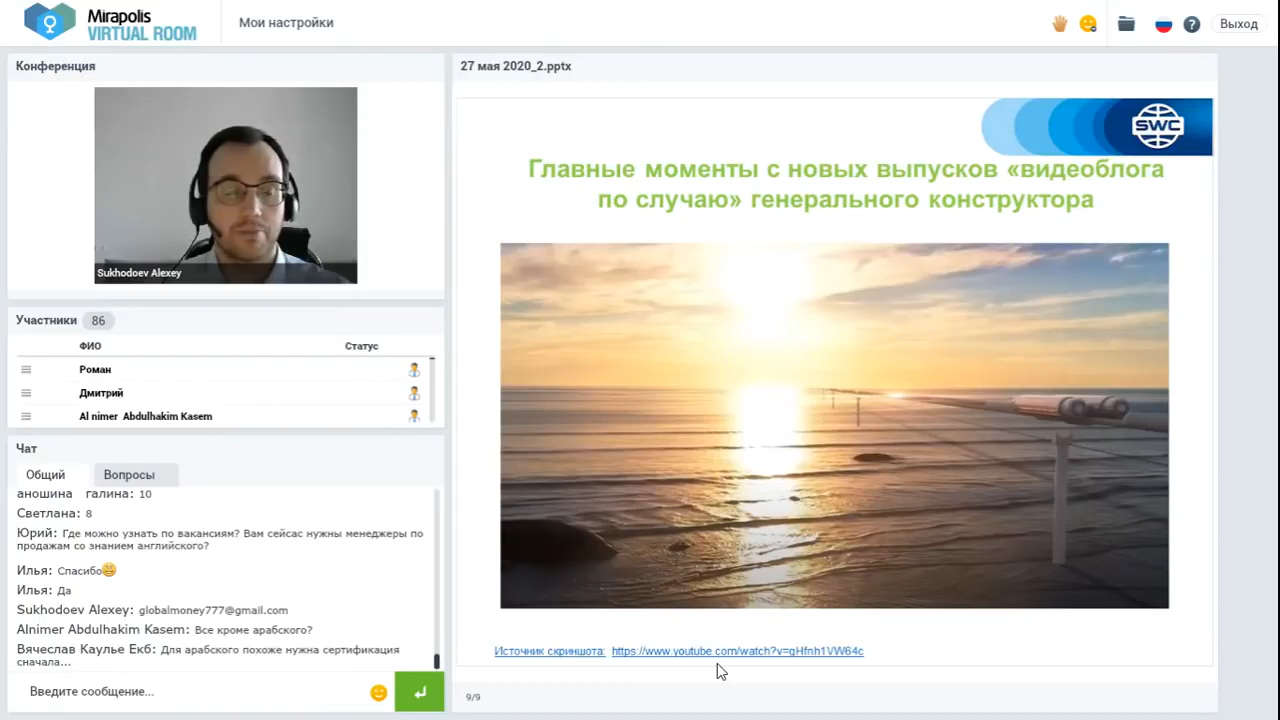 Mirapolis
VIRTUAL ROOM
Мои настройки
Выход
Конференция
Sukhodoev Alexey
Участники 86
ФИО Статус
Роман
Дмитрий
Al nimer Abdulhakim Kasem
Чат
Общий Вопросы
аношина галина: 10
Светлана: 8
Юрий: Где можно узнать по вакансиям? Вам сейсас нужны менеджеры по
продажам со знанием английского?
Илья: Спасибо
Илья: Да
Sukhodoev Alexey: globalmoney777@gmail.com
Alnimer Abdulhakim Kasem: Все кроме арабского?
Вячеслав Каулье Екб: Для арабского похоже нужна сертификация
сначала...
Введите сообщение...
27 мая 2020_2.pptx
SWC
Главные моменты с новых выпусков «видеоблога
по случаю» генерального конструктора
Источник скриншота: https://www.youtube.com/watch?v=gHfnh1VW64c
9/9